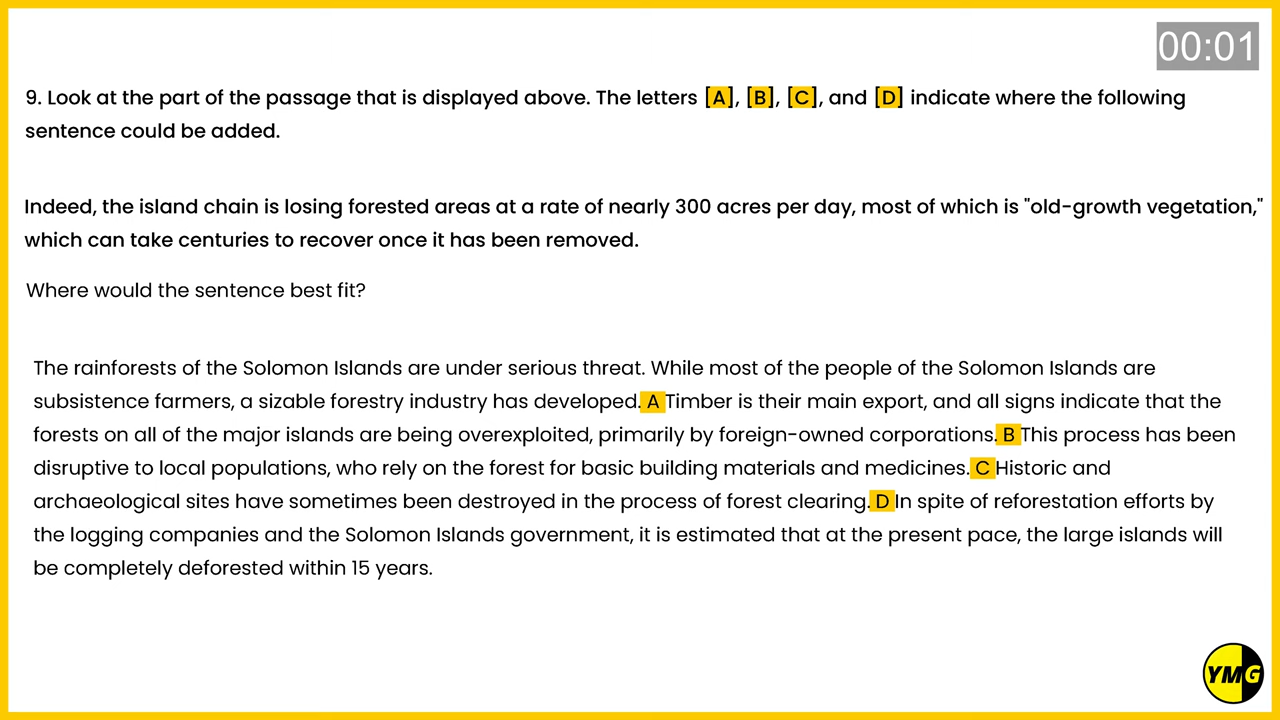 00:01
9. Look at the part of the passage that is displayed above. The letters [A], [B], [C], and [D] indicate where the following
sentence could be added.
Indeed, the island chain is losing forested areas at a rate of nearly 300 acres per day, most of which is "old-growth vegetation,"
which can take centuries to recover once it has been removed.
Where would the sentence best fit?
The rainforests of the Solomon Islands are under serious threat. While most of the people of the Solomon Islands are
subsistence farmers, a sizable forestry industry has developed. A Timber is their main export, and all signs indicate that the
forests on all of the major islands are being overexploited, primarily by foreign-owned corporations. B This process has been
disruptive to local populations, who rely on the forest for basic building materials and medicines. C Historic and
archaeological sites have sometimes been destroyed in the process of forest clearing. D In spite of reforestation efforts by
the logging companies and the Solomon Islands government, it is estimated that at the present pace, the large islands will
be completely deforested within 15 years.
YMG